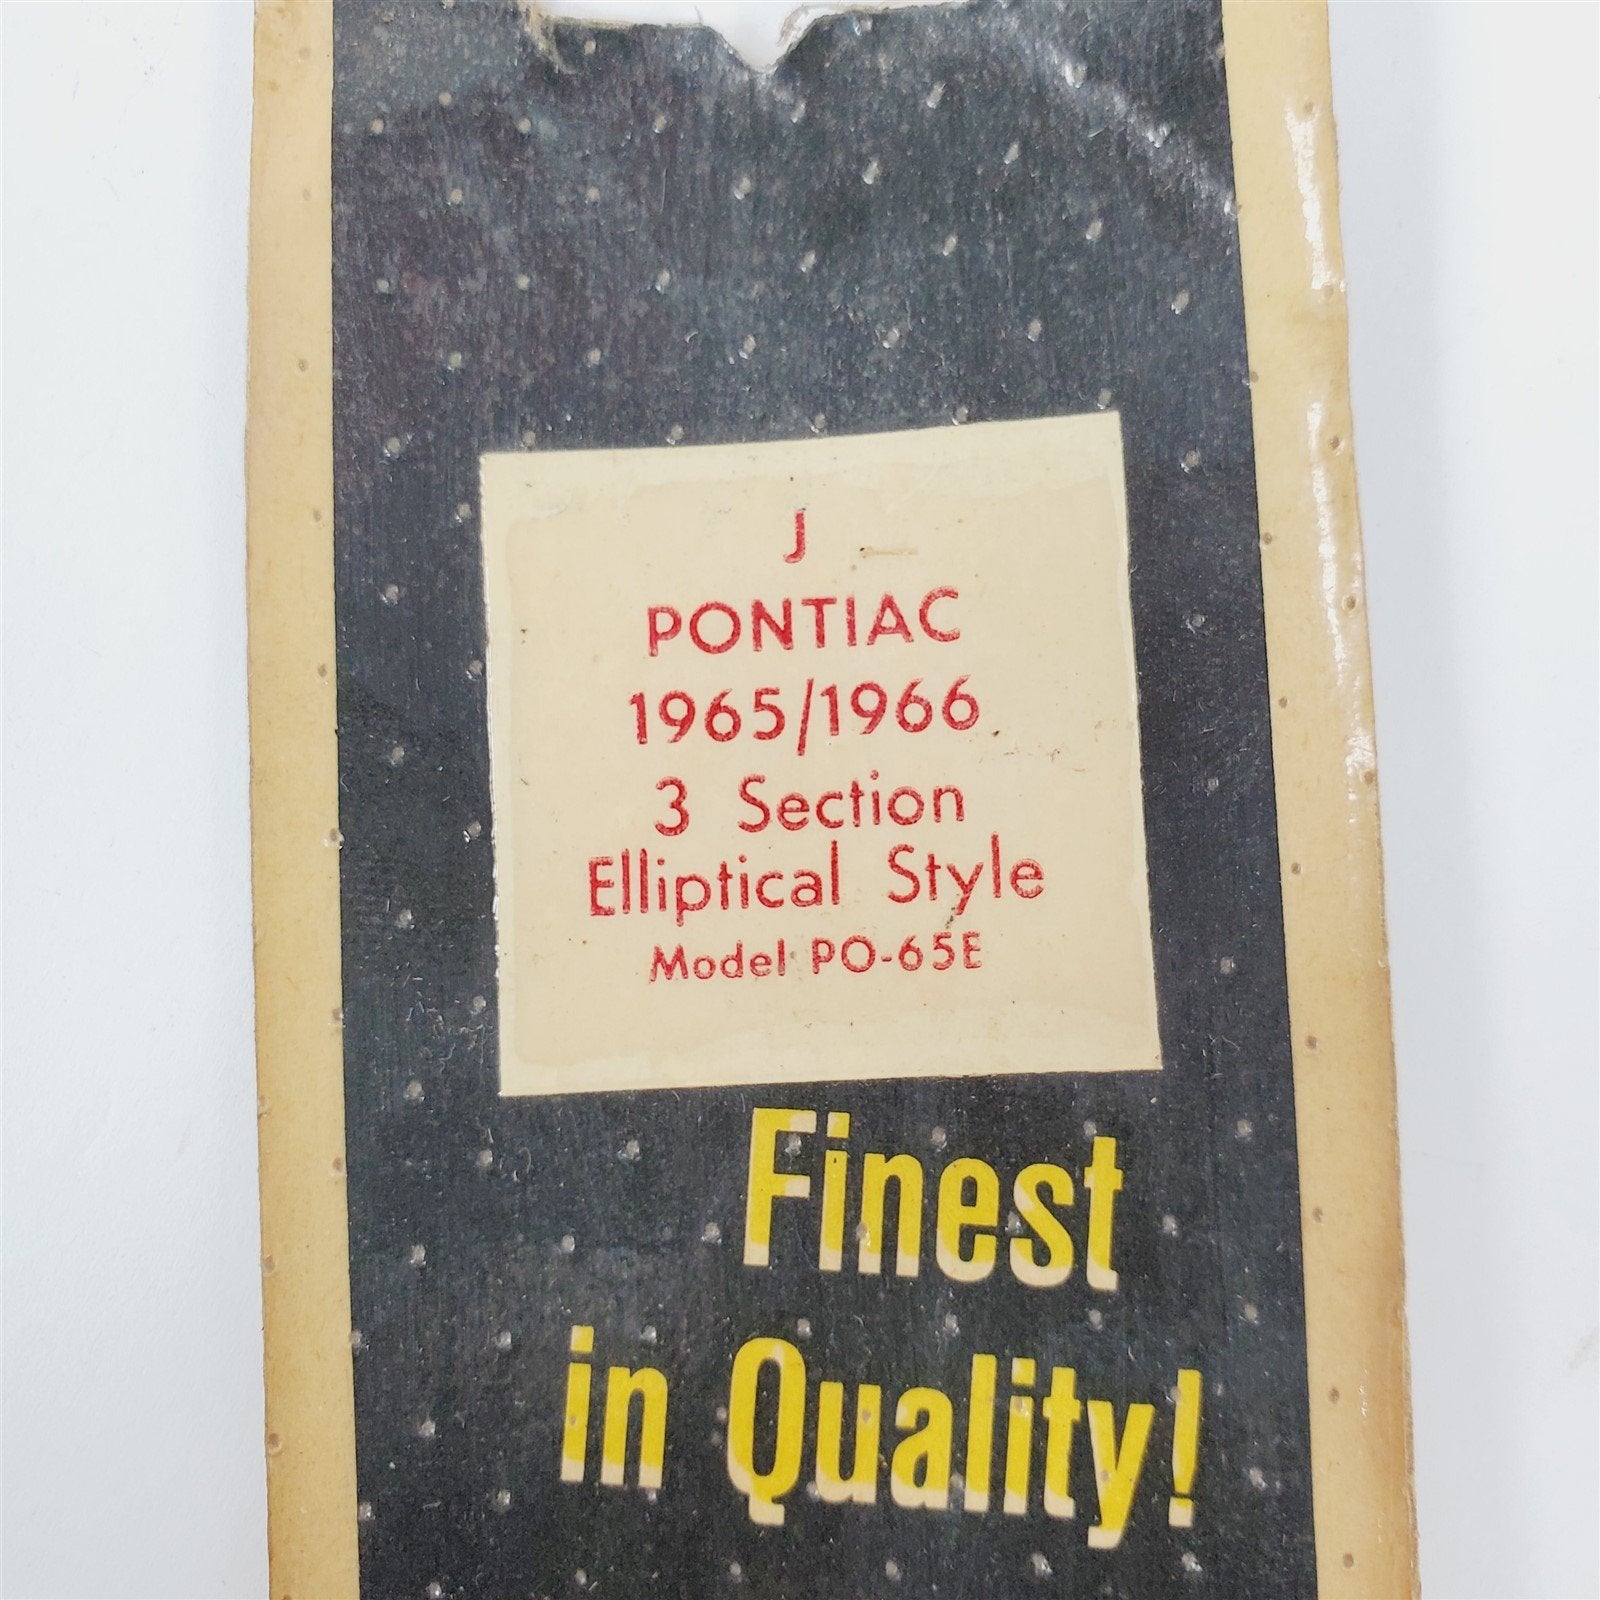 J
PONTIAC
1965/1966
3 Section
Elliptical Style
Model PO-65E
Finest
in Quality!